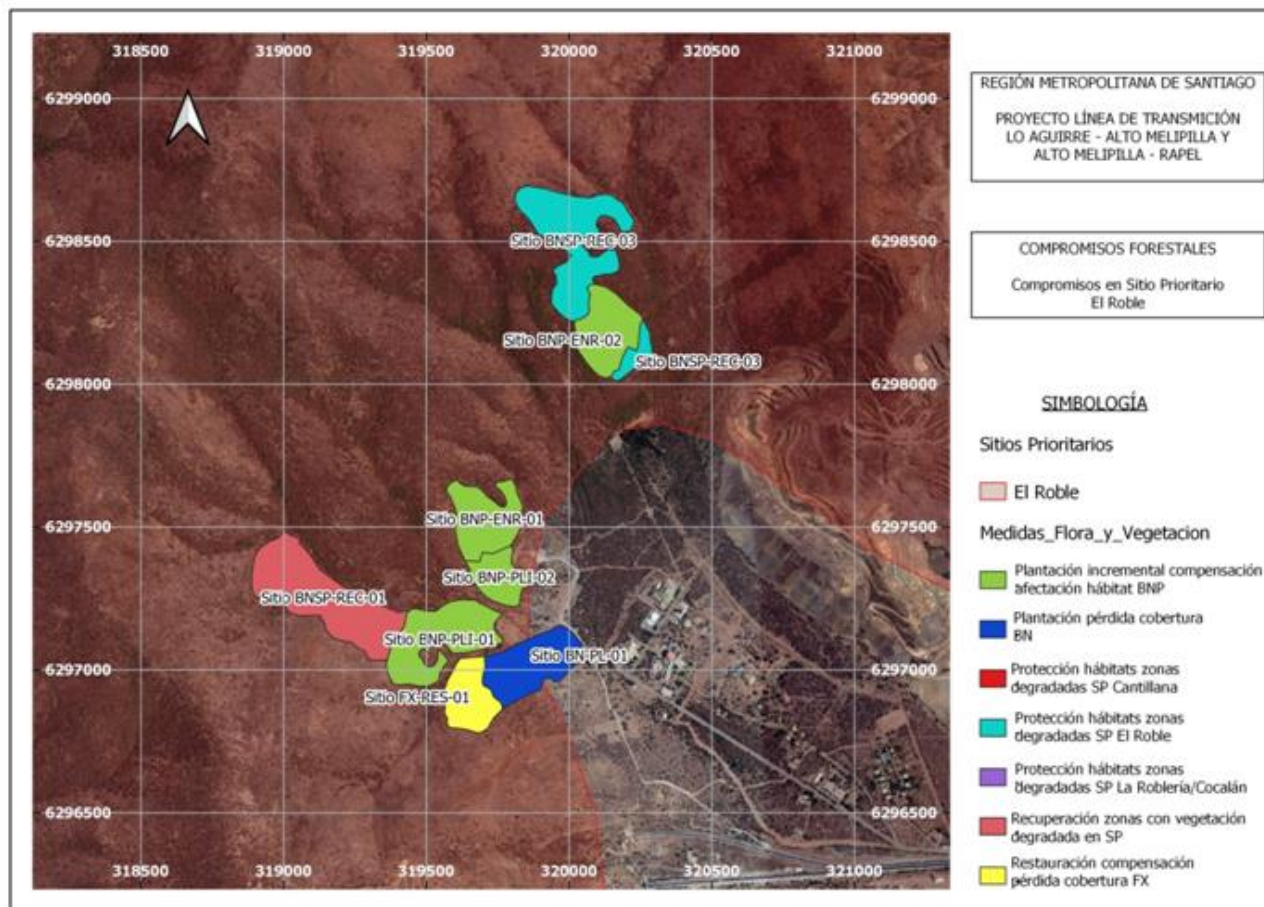 318500 319000 319500 320000 320500 321000
6299000 6299000
6298500 6298500
6298000 6298000
6297500 6297500
6297000 6297000
6296500 6296500
318500 319000 319500 320000 320500 321000
Sitio BNSP-REC-03
Sitio BNP-ENR-02
Sitio BNSP-REC-03
Sitio BNP-ENR-01
Sitio BNP-PLI-02
Sitio BNSP-REC-01
Sitio BNP-PLI-01
Sitio BN-PL-01
Sitio FX-RES-01
REGIÓN METROPOLITANA DE SANTIAGO
PROYECTO LÍNEA DE TRANSMICIÓN
LO AGUIRRE - ALTO MELIPILLA Y
ALTO MELIPILLA - RAPEL
COMPROMISOS FORESTALES
Compromisos en Sitio Prioritario
El Roble
SIMBOLOGÍA
Sitios Prioritarios
El Roble
Medidas_Flora_y_Vegetacion
Plantación incremental compensación
afectación hábitat BNP
Plantación pérdida cobertura
BN
Protección hábitats zonas
degradadas SP Cantillana
Protección hábitats zonas
degradadas SP El Roble
Protección hábitats zonas
degradadas SP La Roblería/Cocalán
Recuperación zonas con vegetación
degradada en SP
Restauración compensación
pérdida cobertura FX